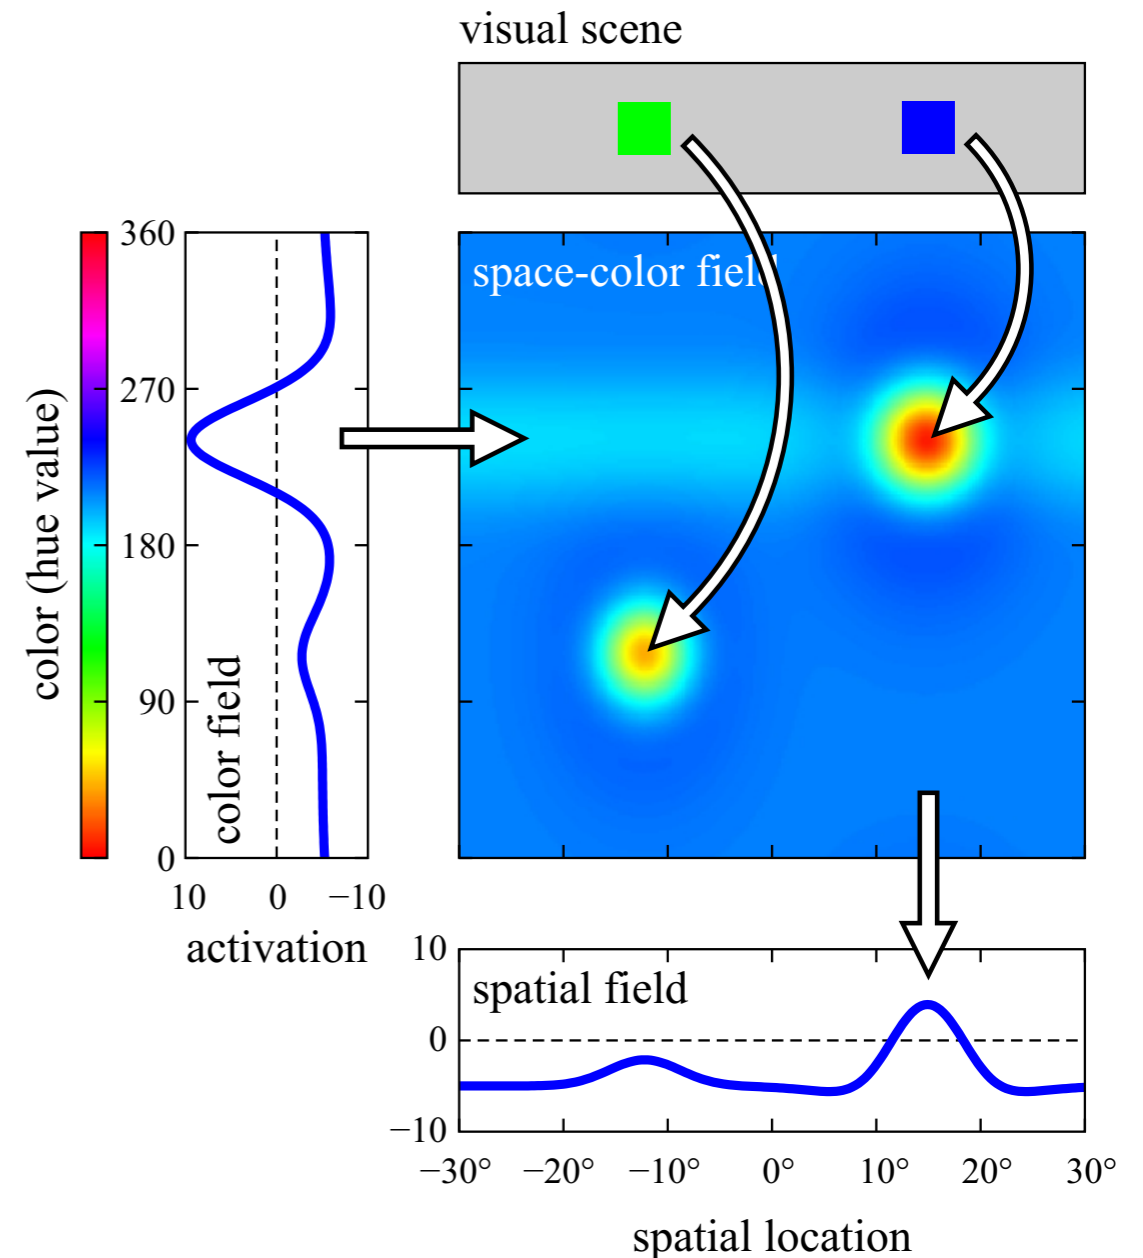 visual scene
space-color field
360
270
180
90
0
color (hue value)
color field
10 0 −10
activation
spatial field
10
0
−10
−30° −20° −10° 0° 10° 20° 30°
spatial location